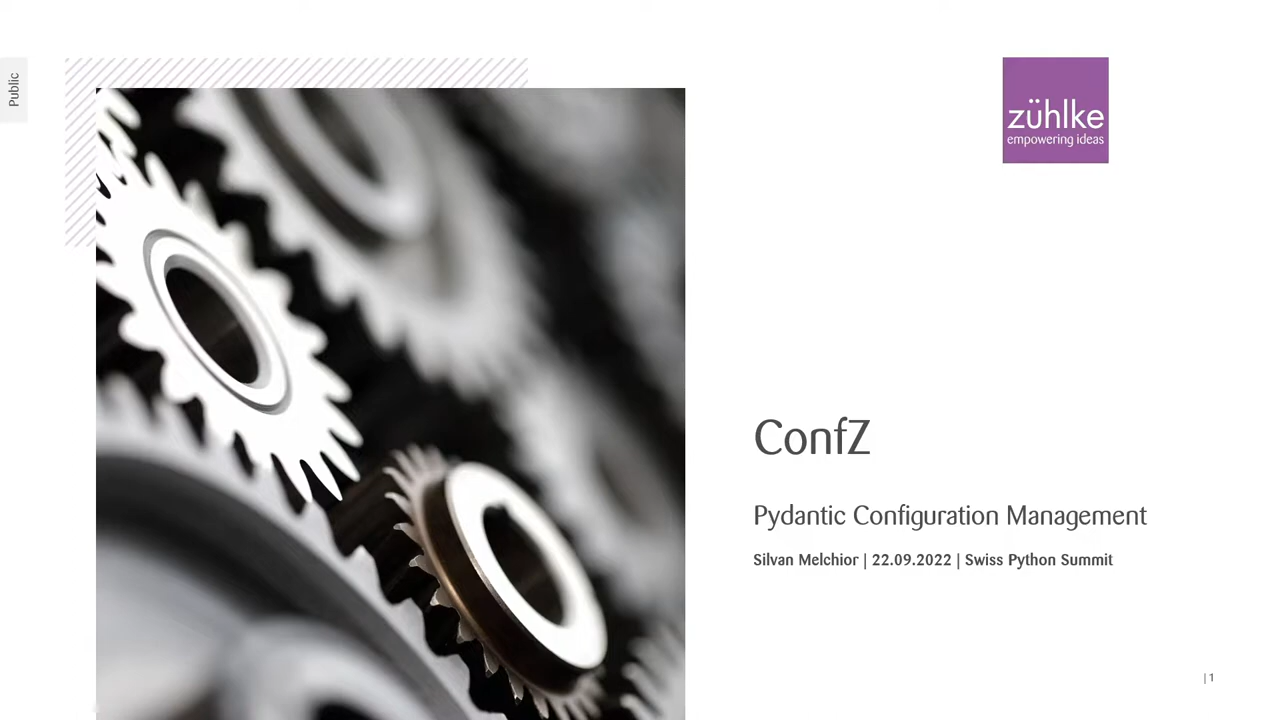 Public
zühlke
empowering ideas
ConfZ
Pydantic Configuration Management
Silvan Melchior | 22.09.2022 | Swiss Python Summit
| 1